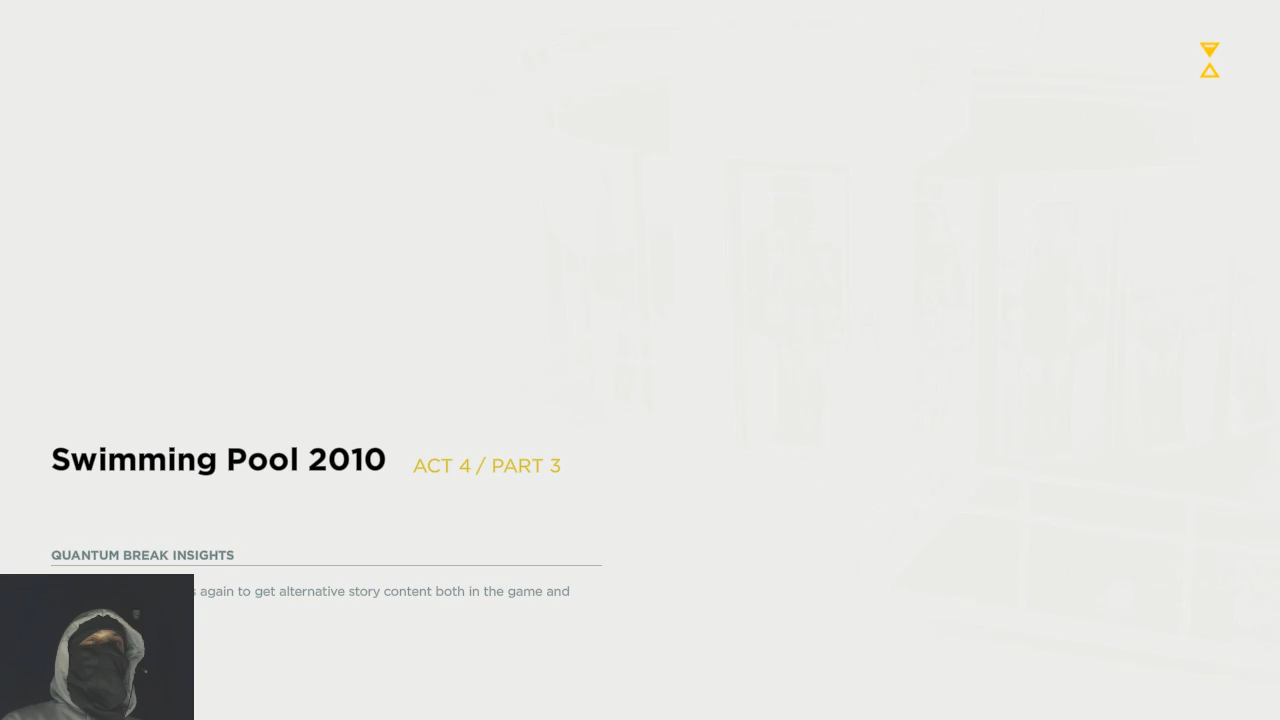 Swimming Pool 2010 ACT 4 / PART 3
QUANTUM BREAK INSIGHTS
again to get alternative story content both in the game and